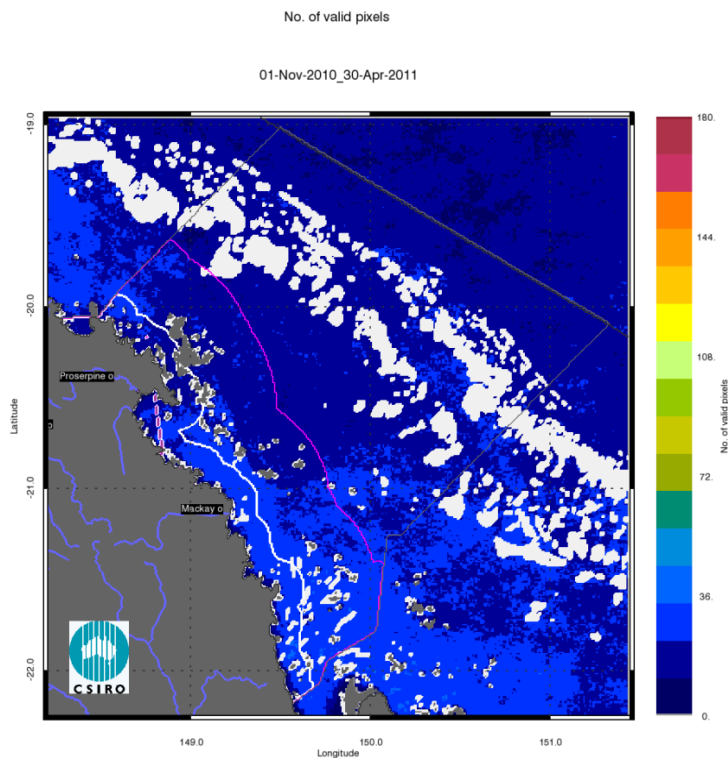 No. of valid pixels
01-Nov-2010_30-Apr-2011
19.0
20.0
21.0
22.0
Latitude
Proserpine o
o
Mackay o
CSIRO
149.0
150.0
151.0
Longitude
180.
144.
108.
72.
36.
0.
No. of valid pixels